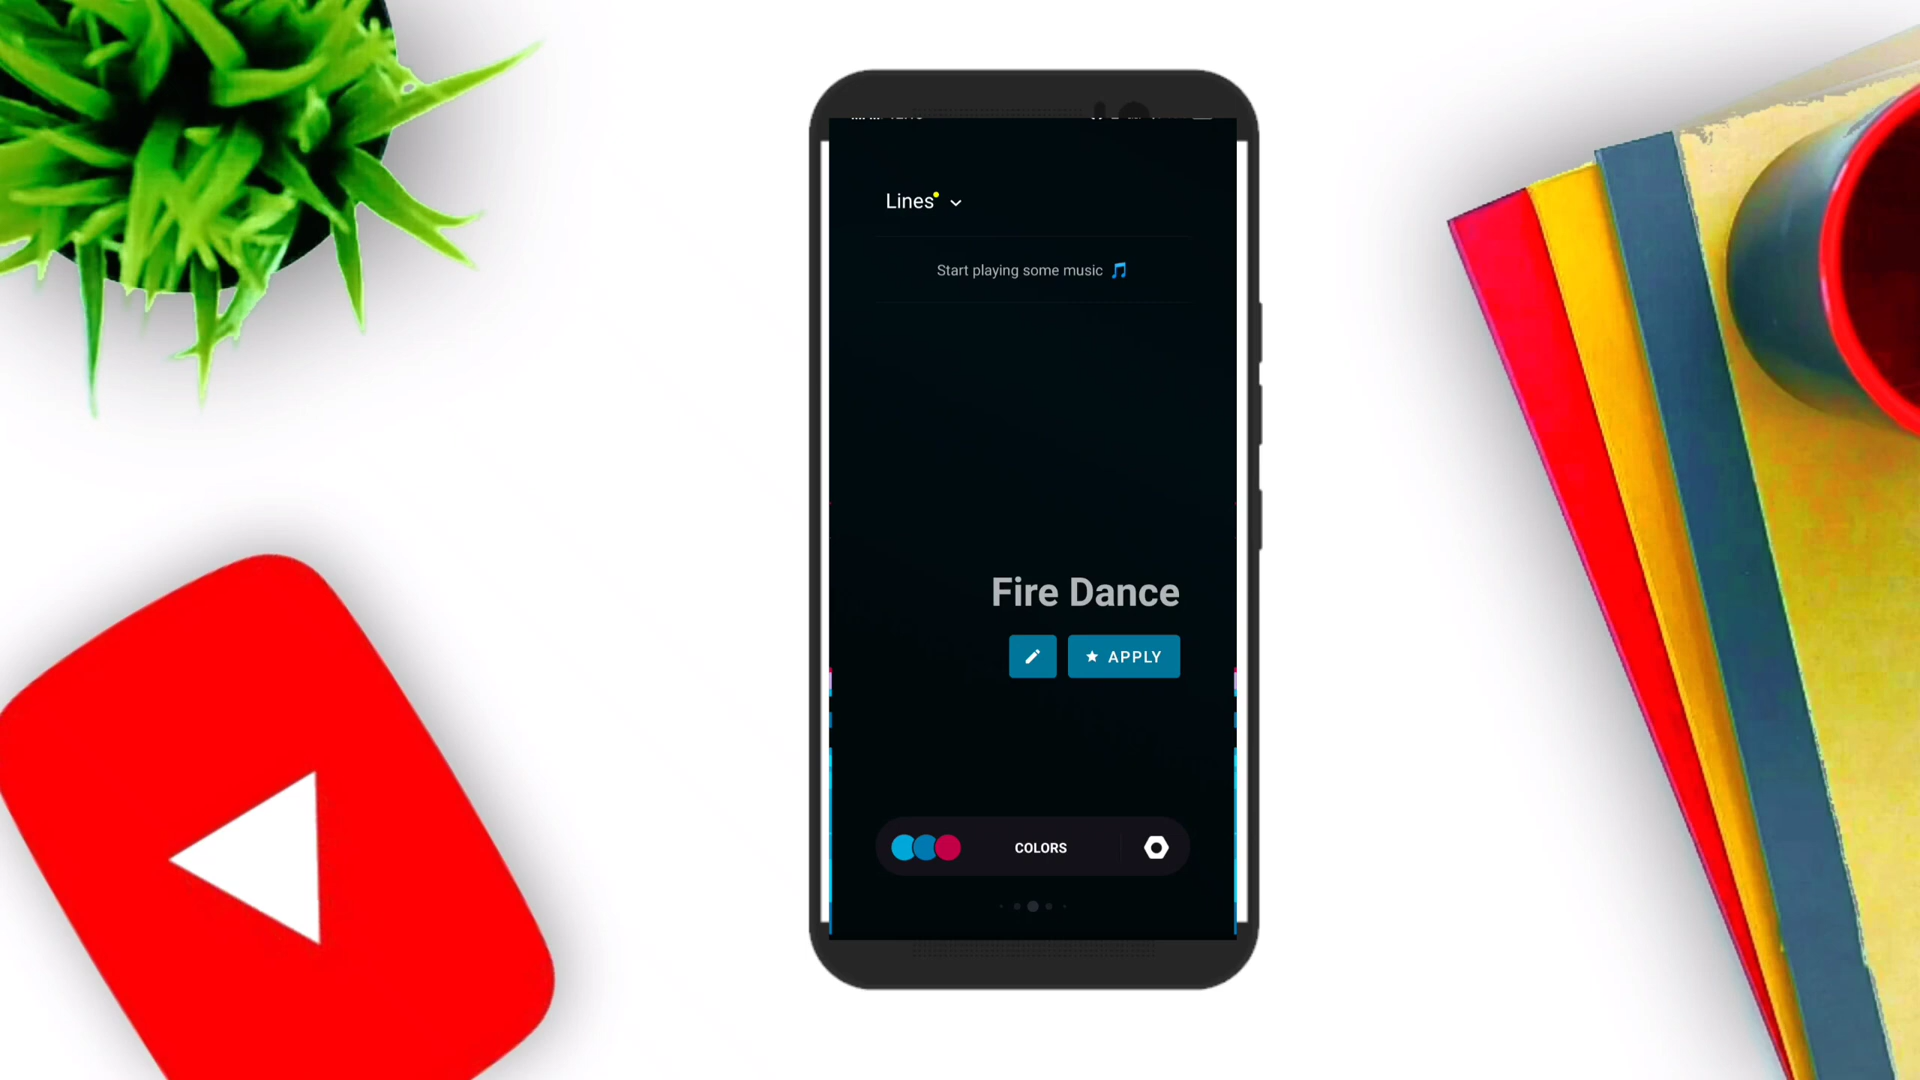 Lines
Start playing some music
Fire Dance
APPLY
COLORS